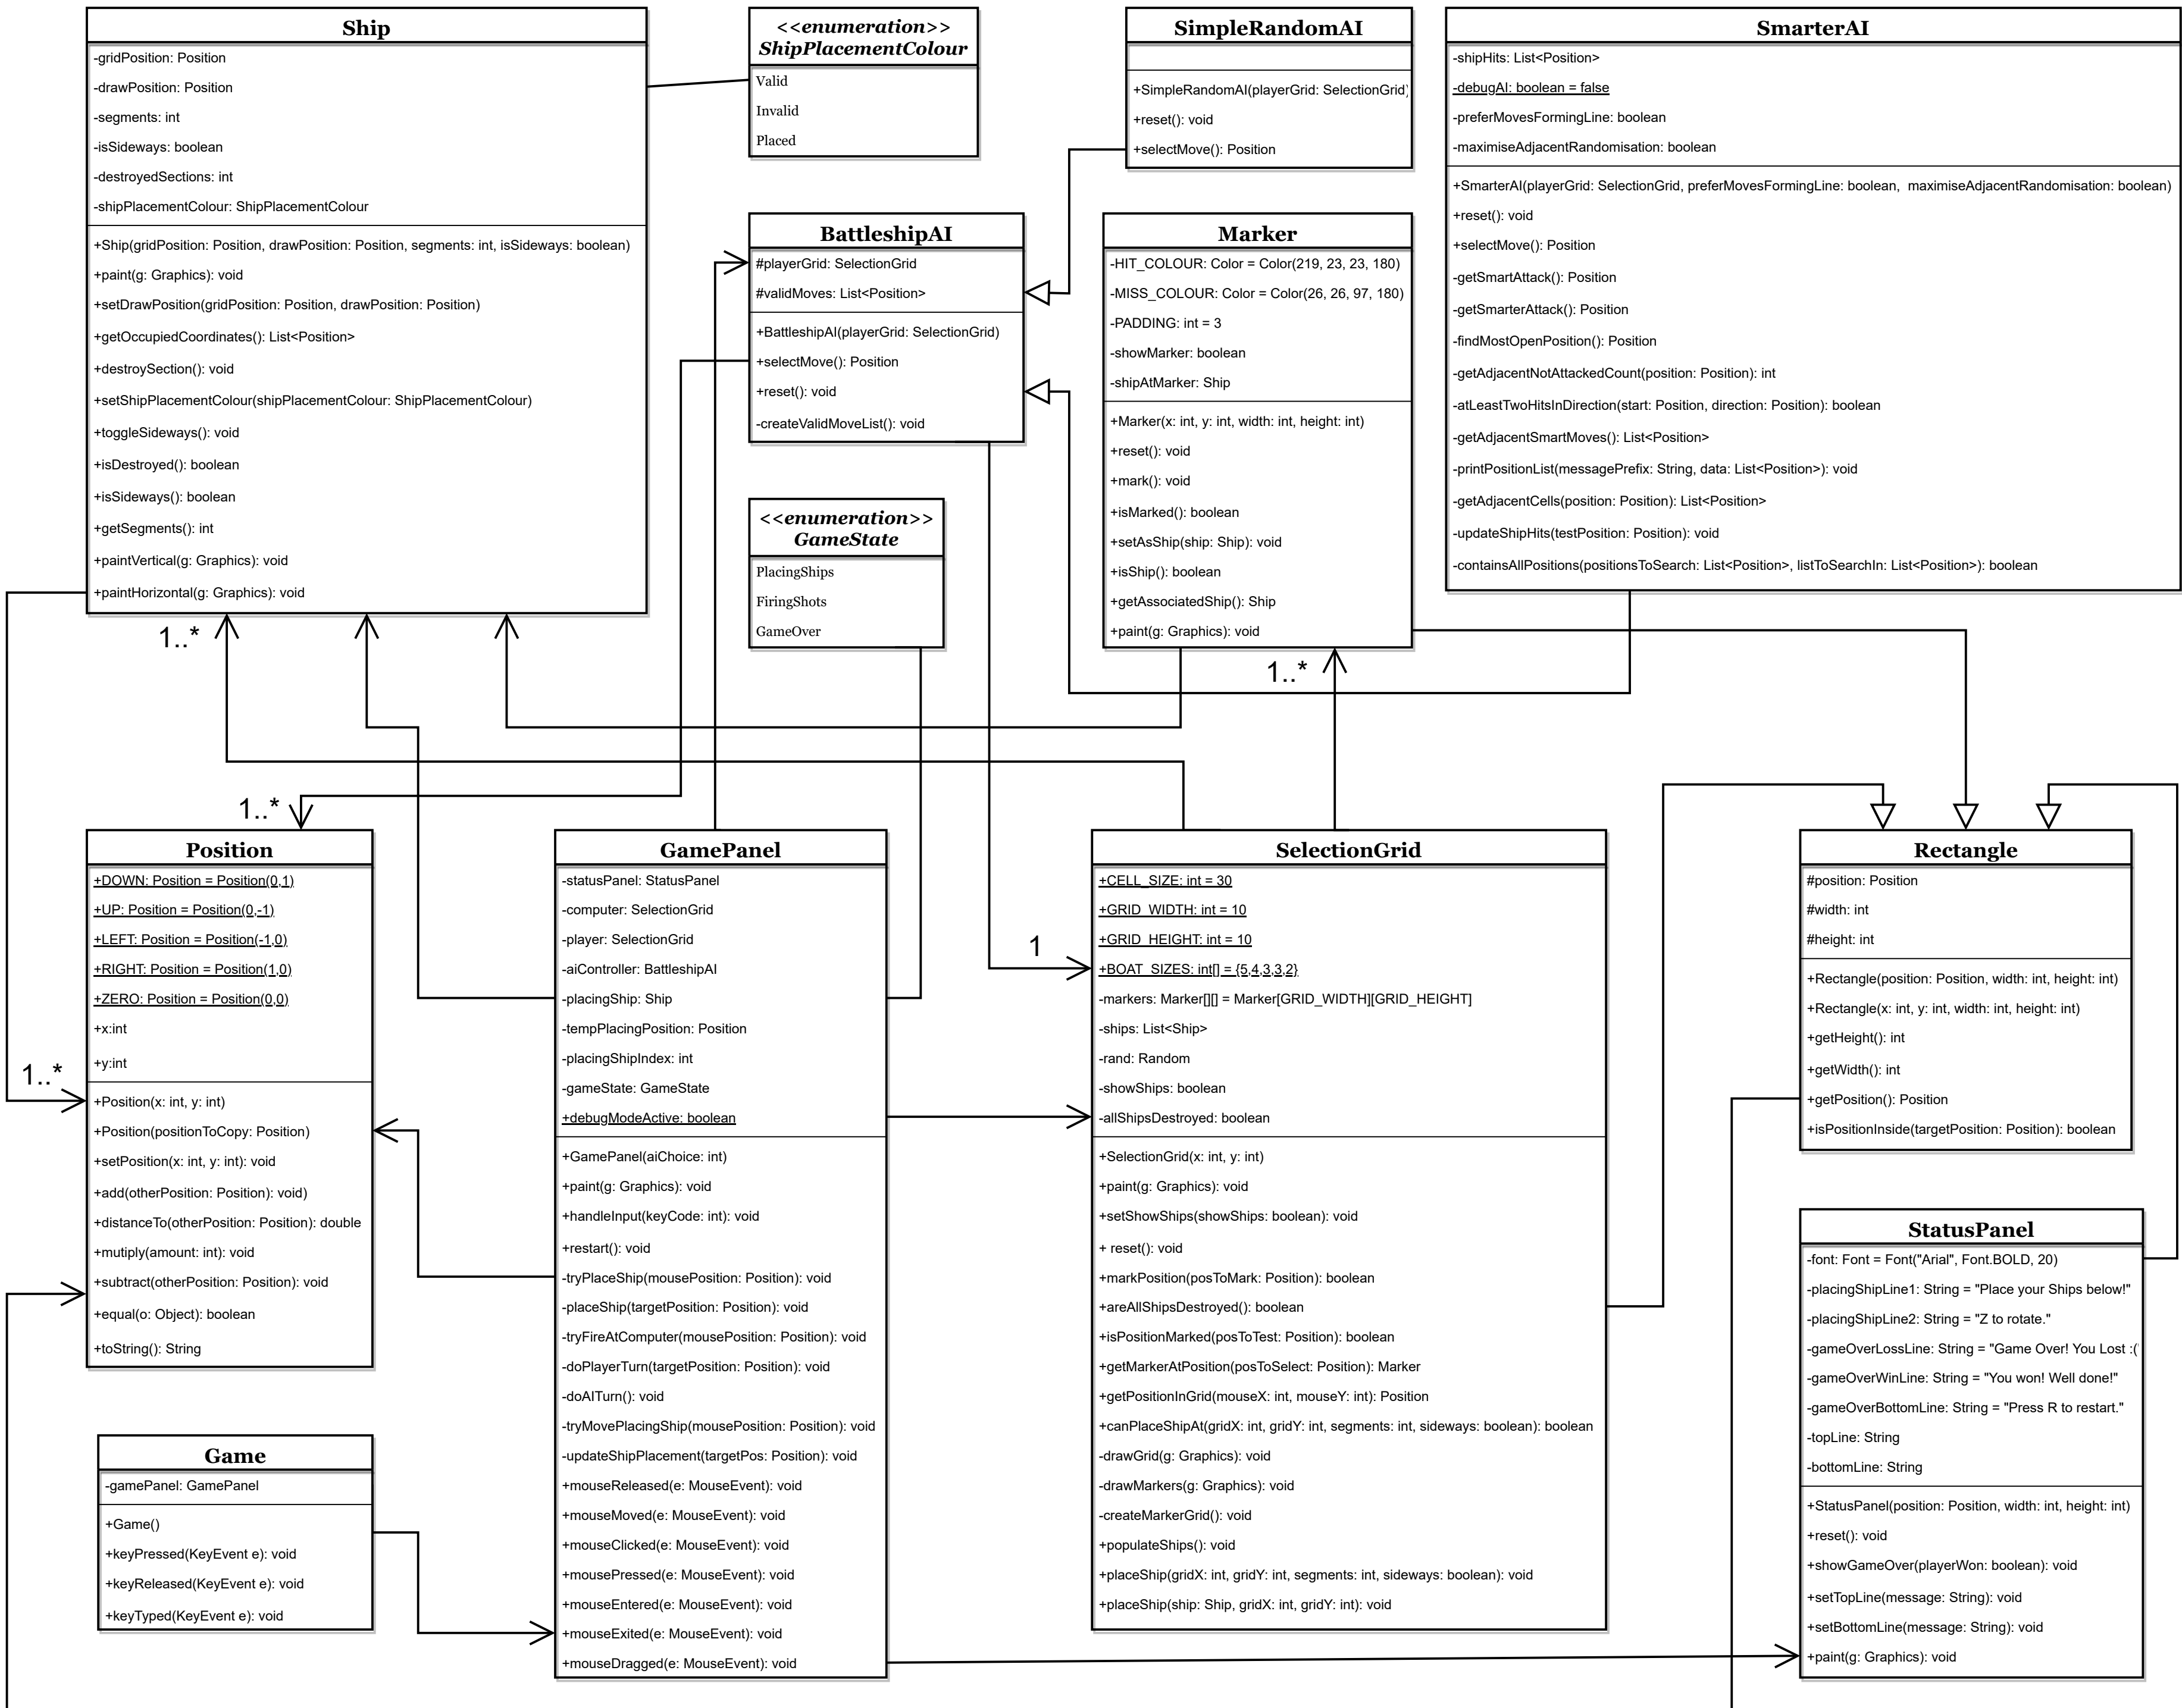 Ship
-gridPosition: Position
-drawPosition: Position
-segments: int
-isSideways: boolean
-destroyedSections: int
-shipPlacementColour: ShipPlacementColour
+Ship(gridPosition: Position, drawPosition: Position, segments: int, isSideways: boolean)
+paint(g: Graphics): void
+setDrawPosition(gridPosition: Position, drawPosition: Position)
+getOccupiedCoordinates(): List<Position>
+destroySection(): void
+setShipPlacementColour(shipPlacementColour: ShipPlacementColour)
+toggleSideways(): void
+isDestroyed(): boolean
+isSideways(): boolean
+getSegments(): int
+paintVertical(g: Graphics): void
+paintHorizontal(g: Graphics): void
<<enumeration>>
ShipPlacementColour
Valid
Invalid
Placed
SimpleRandomAI
+SimpleRandomAI(playerGrid: SelectionGrid)
+reset(): void
+selectMove(): Position
SmarterAI
-shipHits: List<Position>
-debugAI: boolean = false
-preferMovesFormingLine: boolean
-maximiseAdjacentRandomisation: boolean
+SmarterAI(playerGrid: SelectionGrid, preferMovesFormingLine: boolean,  maximiseAdjacentRandomisation: boolean)
+reset(): void
+selectMove(): Position
-getSmartAttack(): Position
-getSmarterAttack(): Position
-findMostOpenPosition(): Position
-getAdjacentNotAttackedCount(position: Position): int
-atLeastTwoHitsInDirection(start: Position, direction: Position): boolean
-getAdjacentSmartMoves(): List<Position>
-printPositionList(messagePrefix: String, data: List<Position>): void
-getAdjacentCells(position: Position): List<Position>
-updateShipHits(testPosition: Position): void
-containsAllPositions(positionsToSearch: List<Position>, listToSearchIn: List<Position>): boolean
BattleshipAI
#playerGrid: SelectionGrid
#validMoves: List<Position>
+BattleshipAI(playerGrid: SelectionGrid)
+selectMove(): Position
+reset(): void
-createValidMoveList(): void
Marker
-HIT_COLOUR: Color = Color(219, 23, 23, 180)
-MISS_COLOUR: Color = Color(26, 26, 97, 180)
-PADDING: int = 3
-showMarker: boolean
-shipAtMarker: Ship
+Marker(x: int, y: int, width: int, height: int)
+reset(): void
+mark(): void
+isMarked(): boolean
+setAsShip(ship: Ship): void
+isShip(): boolean
+getAssociatedShip(): Ship
+paint(g: Graphics): void
<<enumeration>>
GameState
PlacingShips
FiringShots
GameOver
1..*
1..*
1..*
1
1..*
Position
+DOWN: Position = Position(0,1)
+UP: Position = Position(0,-1)
+LEFT: Position = Position(-1,0)
+RIGHT: Position = Position(1,0)
+ZERO: Position = Position(0,0)
+x:int
+y:int
+Position(x: int, y: int)
+Position(positionToCopy: Position)
+setPosition(x: int, y: int): void
+add(otherPosition: Position): void)
+distanceTo(otherPosition: Position): double
+mutiply(amount: int): void
+subtract(otherPosition: Position): void
+equal(o: Object): boolean
+toString(): String
GamePanel
-statusPanel: StatusPanel
-computer: SelectionGrid
-player: SelectionGrid
-aiController: BattleshipAI
-placingShip: Ship
-tempPlacingPosition: Position
-placingShipIndex: int
-gameState: GameState
+debugModeActive: boolean
+GamePanel(aiChoice: int)
+paint(g: Graphics): void
+handleInput(keyCode: int): void
+restart(): void
-tryPlaceShip(mousePosition: Position): void
-placeShip(targetPosition: Position): void
-tryFireAtComputer(mousePosition: Position): void
-doPlayerTurn(targetPosition: Position): void
-doAITurn(): void
-tryMovePlacingShip(mousePosition: Position): void
-updateShipPlacement(targetPos: Position): void
+mouseReleased(e: MouseEvent): void
+mouseMoved(e: MouseEvent): void
+mouseClicked(e: MouseEvent): void
+mousePressed(e: MouseEvent): void
+mouseEntered(e: MouseEvent): void
+mouseExited(e: MouseEvent): void
+mouseDragged(e: MouseEvent): void
SelectionGrid
+CELL_SIZE: int = 30
+GRID_WIDTH: int = 10
+GRID_HEIGHT: int = 10
+BOAT_SIZES: int[] = {5,4,3,3,2}
-markers: Marker[][] = Marker[GRID_WIDTH][GRID_HEIGHT]
-ships: List<Ship>
-rand: Random
-showShips: boolean
-allShipsDestroyed: boolean
+SelectionGrid(x: int, y: int)
+paint(g: Graphics): void
+setShowShips(showShips: boolean): void
+ reset(): void
+markPosition(posToMark: Position): boolean
+areAllShipsDestroyed(): boolean
+isPositionMarked(posToTest: Position): boolean
+getMarkerAtPosition(posToSelect: Position): Marker
+getPositionInGrid(mouseX: int, mouseY: int): Position
+canPlaceShipAt(gridX: int, gridY: int, segments: int, sideways: boolean): boolean
-drawGrid(g: Graphics): void
-drawMarkers(g: Graphics): void
-createMarkerGrid(): void
+populateShips(): void
+placeShip(gridX: int, gridY: int, segments: int, sideways: boolean): void
+placeShip(ship: Ship, gridX: int, gridY: int): void
Rectangle
#position: Position
#width: int
#height: int
+Rectangle(position: Position, width: int, height: int)
+Rectangle(x: int, y: int, width: int, height: int)
+getHeight(): int
+getWidth(): int
+getPosition(): Position
+isPositionInside(targetPosition: Position): boolean
StatusPanel
-font: Font = Font("Arial", Font.BOLD, 20)
-placingShipLine1: String = "Place your Ships below!"
-placingShipLine2: String = "Z to rotate."
-gameOverLossLine: String = "Game Over! You Lost :(
-gameOverWinLine: String = "You won! Well done!"
-gameOverBottomLine: String = "Press R to restart."
-topLine: String
-bottomLine: String
+StatusPanel(position: Position, width: int, height: int)
+reset(): void
+showGameOver(playerWon: boolean): void
+setTopLine(message: String): void
+setBottomLine(message: String): void
+paint(g: Graphics): void
Game
-gamePanel: GamePanel
+Game()
+keyPressed(KeyEvent e): void
+keyReleased(KeyEvent e): void
+keyTyped(KeyEvent e): void